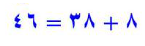 ٤٦ = ٣٨ + ٨